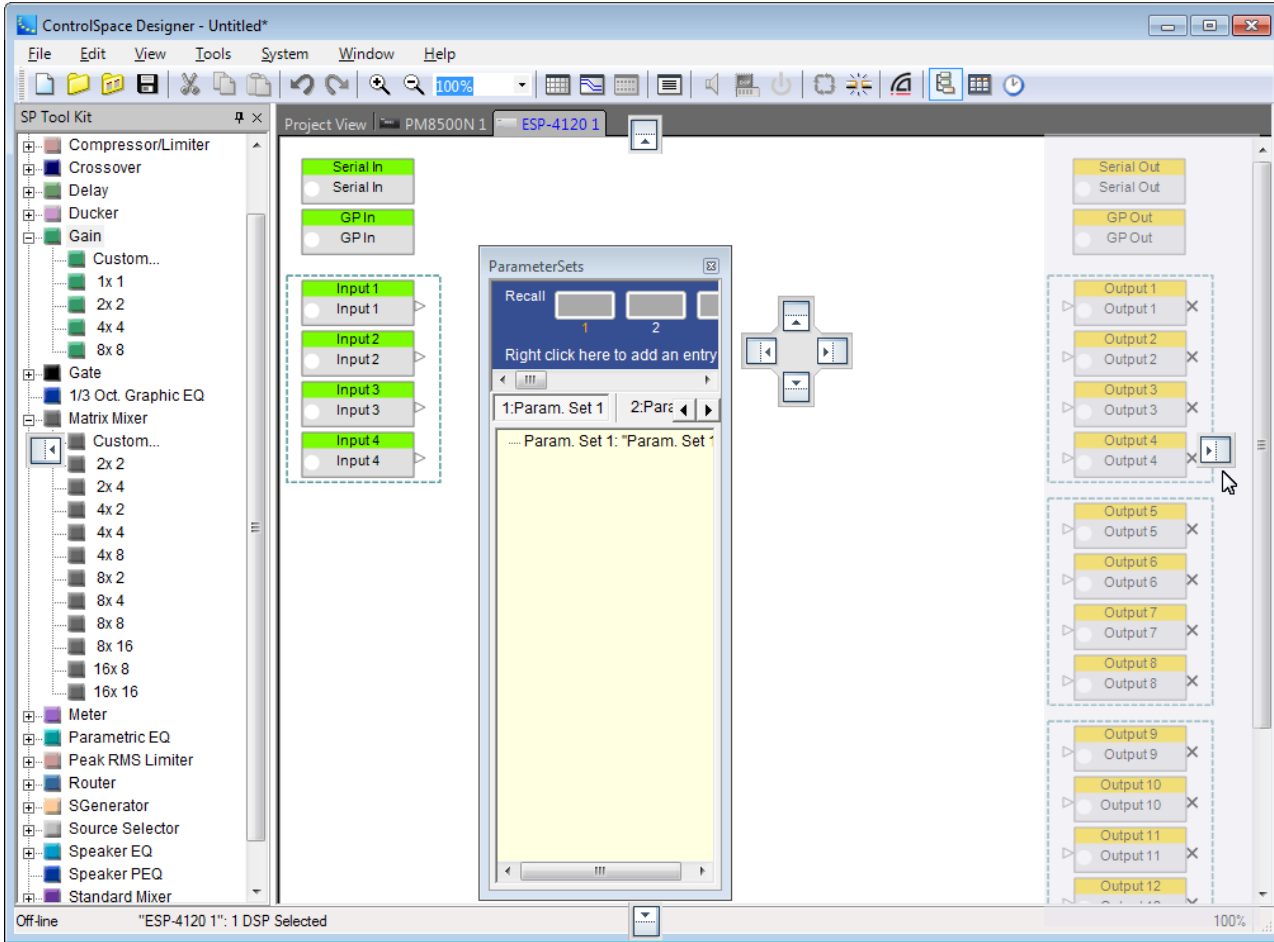 ControlSpace Designer - Untitled*
File Edit View Tools System Window Help
100%
SP Tool Kit
Compressor/Limiter
Crossover
Delay
Ducker
Gain
Custom...
1x 1
2x 2
4x 4
8x 8
Gate
1/3 Oct. Graphic EQ
Matrix Mixer
Custom...
2x 2
2x 4
4x 2
4x 4
4x 8
8x 2
8x 4
8x 8
8x 16
16x 8
16x 16
Meter
Parametric EQ
Peak RMS Limiter
Router
SGenerator
Source Selector
Speaker EQ
Speaker PEQ
Standard Mixer
Project View PM8500N 1 ESP-4120 1
Serial In
Serial In
GP In
GP In
Input 1
Input 1
Input 2
Input 2
Input 3
Input 3
Input 4
Input 4
ParameterSets
Recall
1 2
Right click here to add an entry
1:Param. Set 1 2:Para
Param. Set 1: "Param. Set 1
Serial Out
Serial Out
GP Out
GP Out
Output 1
Output 1
Output 2
Output 2
Output 3
Output 3
Output 4
Output 4
Output 5
Output 5
Output 6
Output 6
Output 7
Output 7
Output 8
Output 8
Output 9
Output 9
Output 10
Output 10
Output 11
Output 11
Output 12
Off-line "ESP-4120 1": 1 DSP Selected 100%